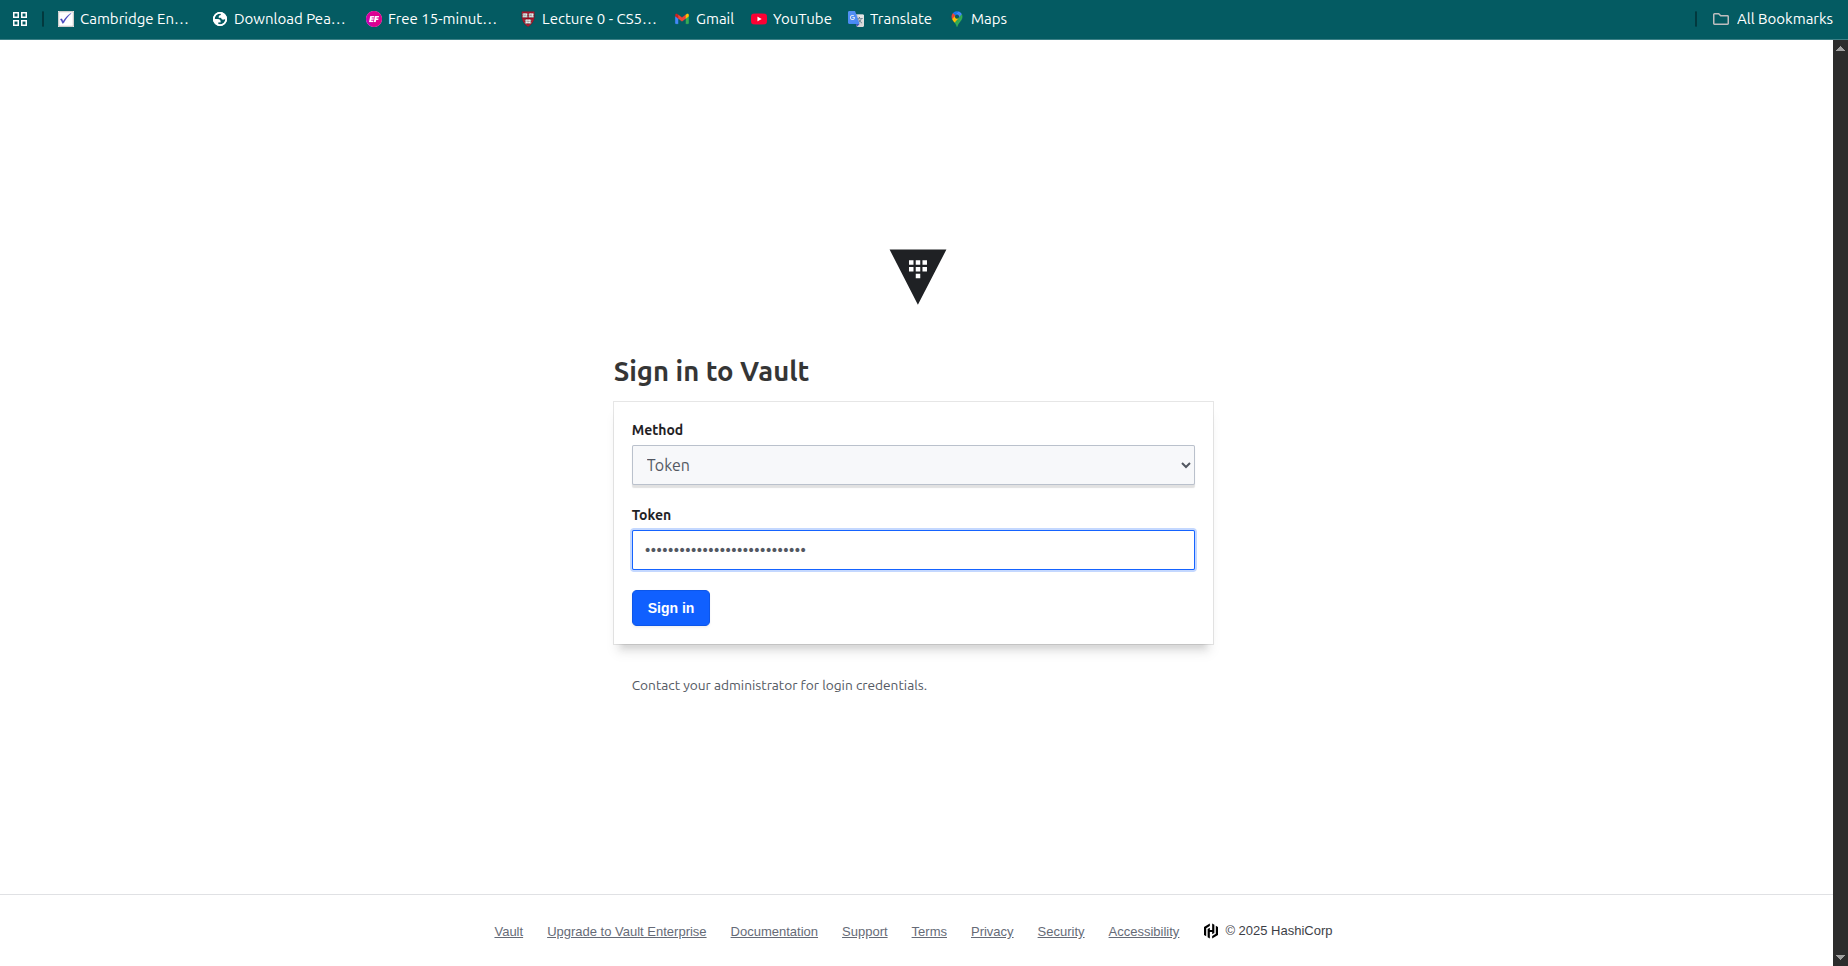 Cambridge En... Download Pea... Free 15-minut... Lecture 0 - CS5... Gmail YouTube Translate Maps All Bookmarks
Sign in to Vault
Method
Token
Token
••••••••••••••••••••••••••••
Sign in
Contact your administrator for login credentials.
Vault Upgrade to Vault Enterprise Documentation Support Terms Privacy Security Accessibility © 2025 HashiCorp